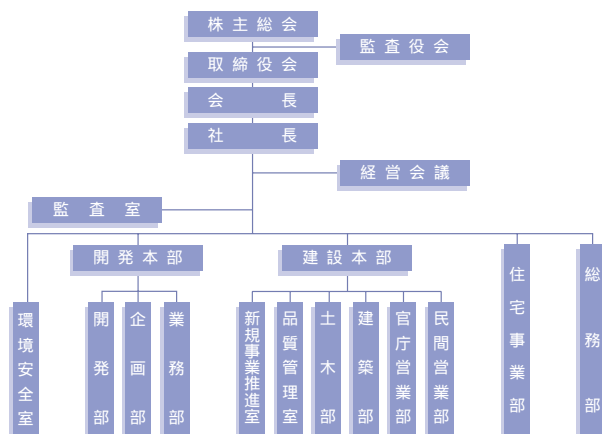 株主総会
監査役会
取締役会
会長
社長
経営会議
監査室
開発本部
建設本部
環境安全室
開発部
企画部
業務部
新規事業推進室
品質管理室
土木部
建築部
官庁営業部
民間営業部
住宅事業部
総務部